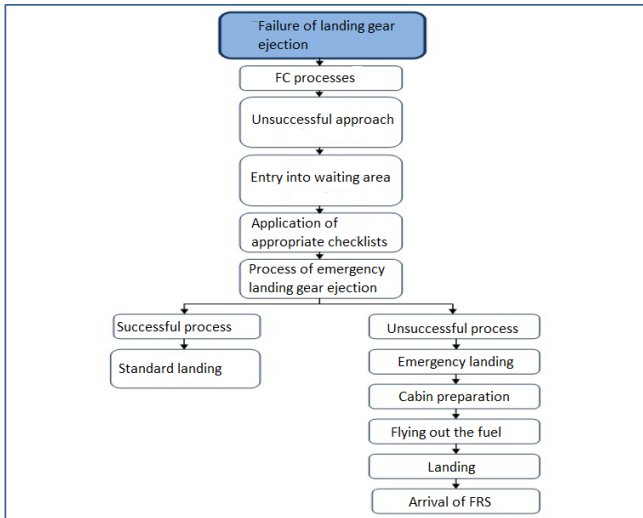 Failure of landing gear
ejection
FC processes
Unsuccessful approach
Entry into waiting area
Application of
appropriate checklists
Process of emergency
landing gear ejection
Successful process
Standard landing
Unsuccessful process
Emergency landing
Cabin preparation
Flying out the fuel
Landing
Arrival of FRS